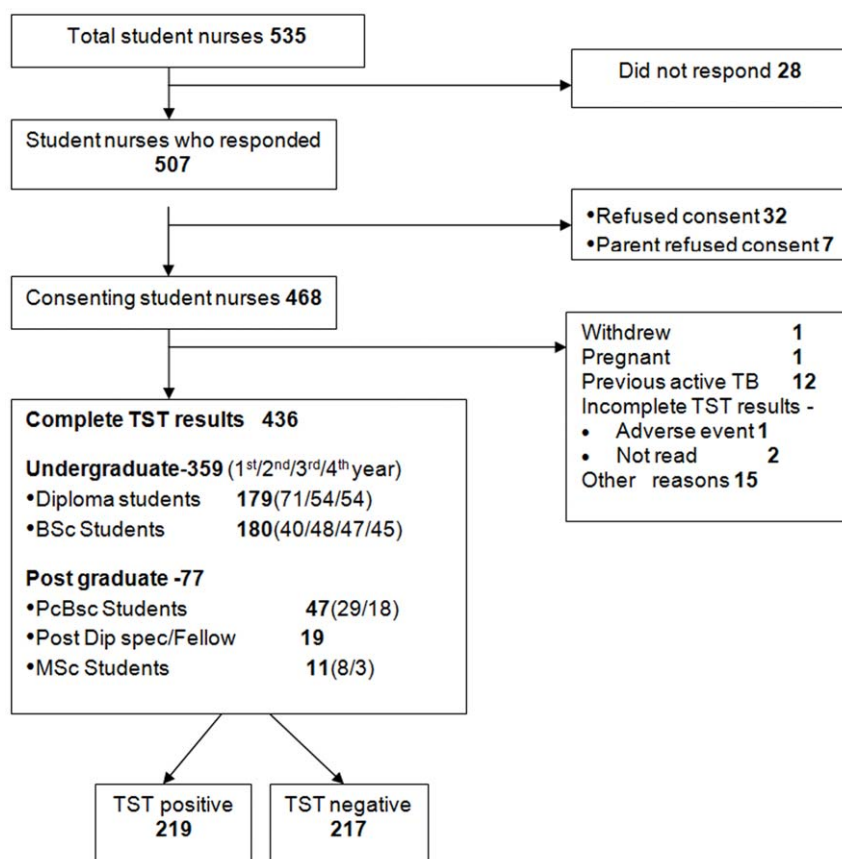 Total student nurses 535
Did not respond 28
Student nurses who responded
507
•Refused consent 32
•Parent refused consent 7
Consenting student nurses 468
Withdrew 1
Pregnant 1
Previous active TB 12
Incomplete TST results -
• Adverse event 1
• Not read 2
Other reasons 15
Complete TST results 436
Undergraduate-359 (1st/2nd/3rd/4th year)
•Diploma students 179(71/54/54)
•BSc Students 180(40/48/47/45)
Post graduate -77
•PcBsc Students 47(29/18)
•Post Dip spec/Fellow 19
•MSc Students 11(8/3)
TST positive
219
TST negative
217